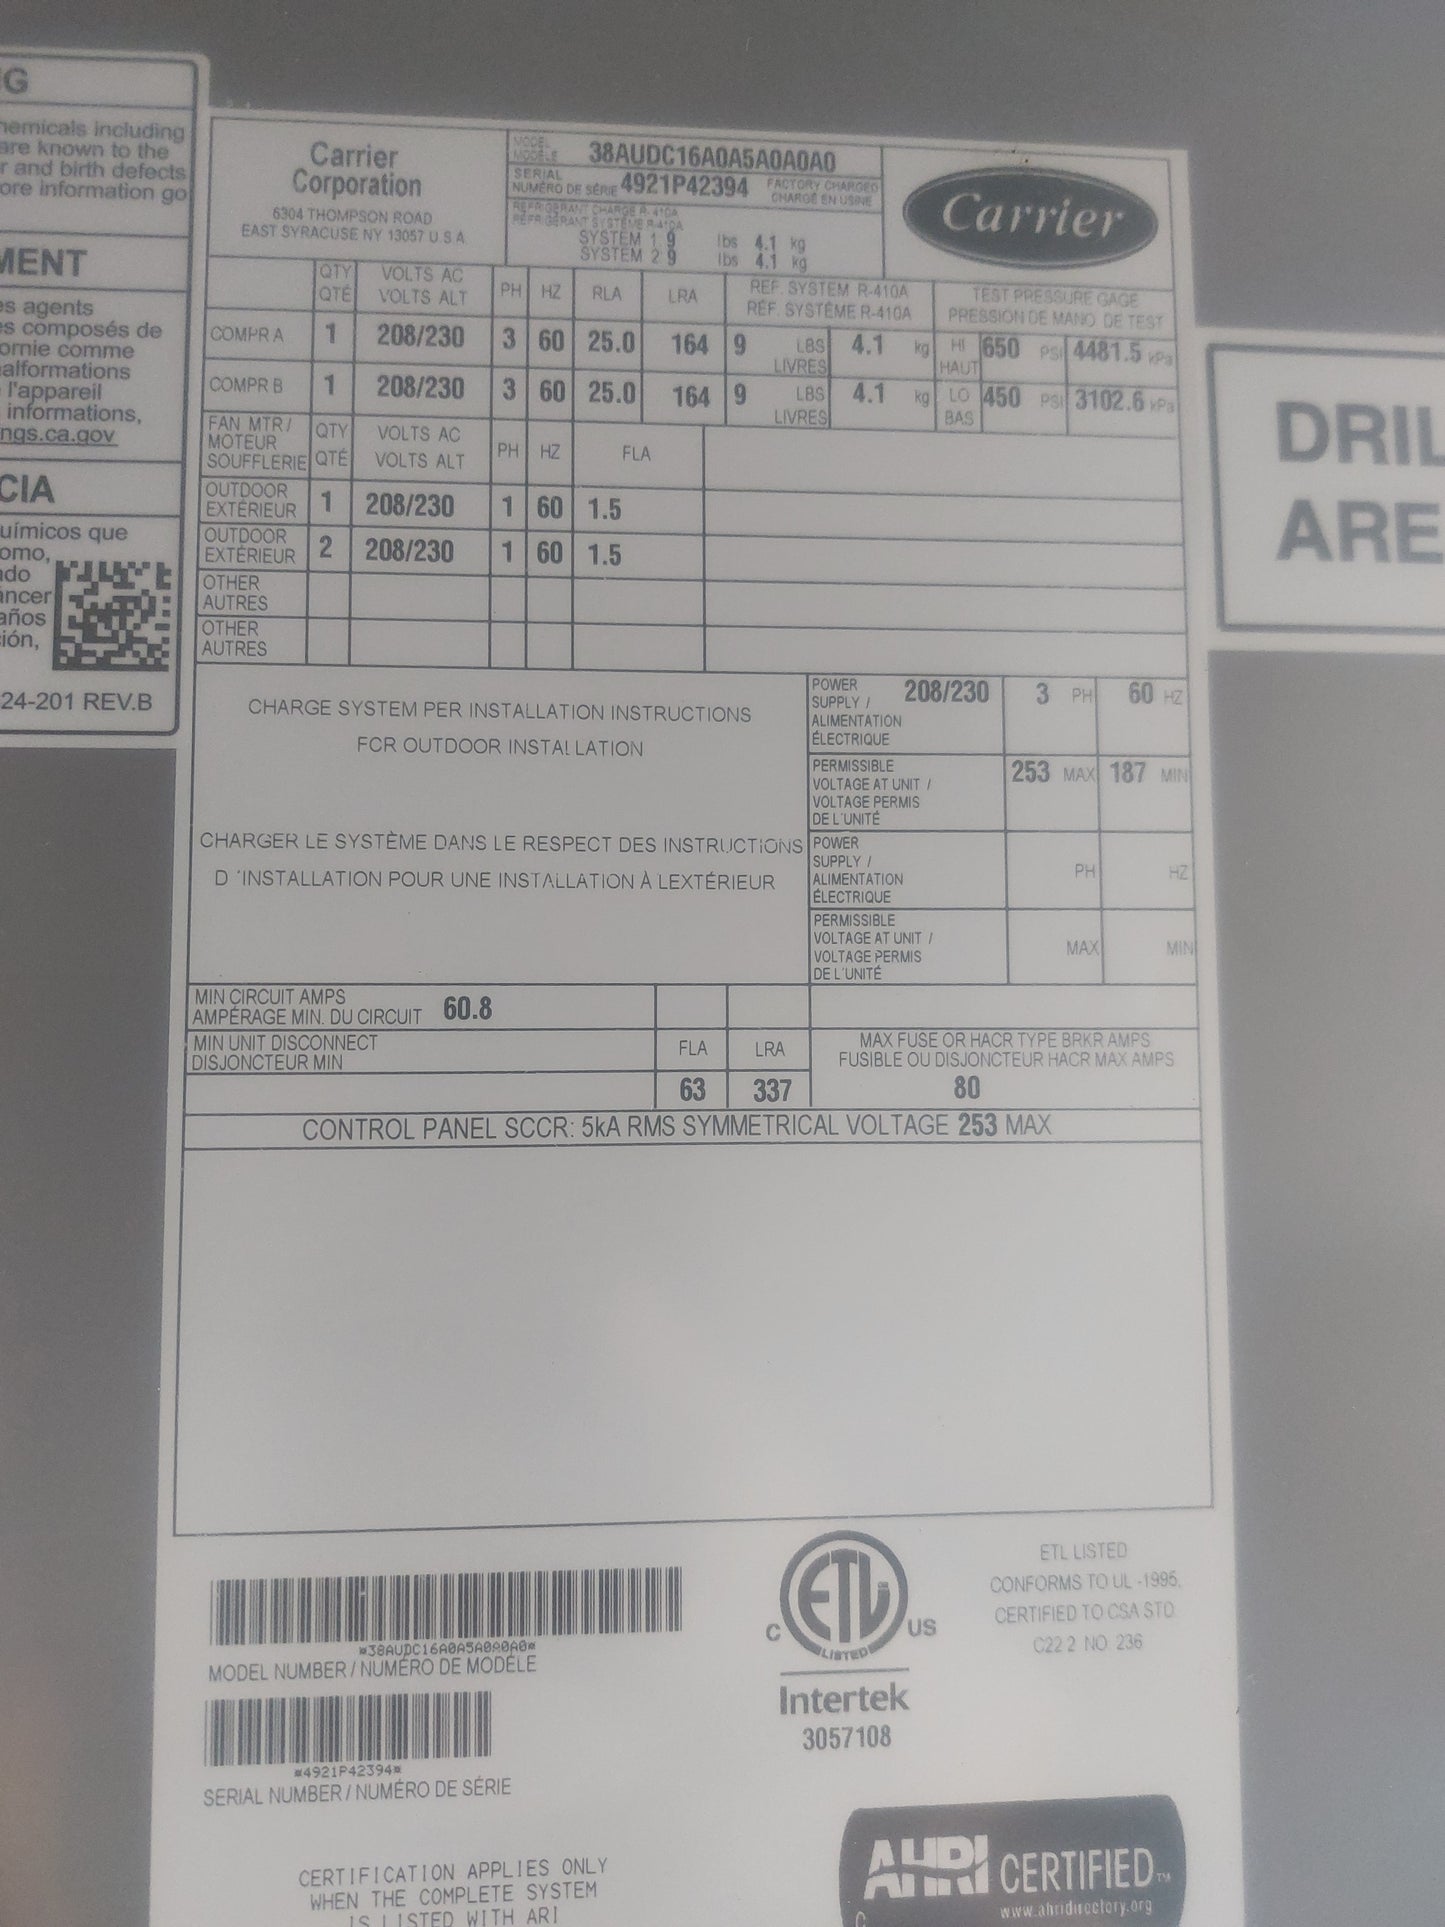 NG
hemicals including
are known to the
r and birth defects
ore information go
MENT
es agents
es composés de
ornie comme
alformations
l'appareil
informations,
ngs.ca.gov
CIA
uímicos que
omo,
ado
áncer
años
ión,
24-201 REV.B
Carrier
Corporation
6304 THOMPSON ROAD
EAST SYRACUSE NY 13057 U.S.A.
MODEL
MODÈLE 38AUDC16A0A5A0A0A0
SERIAL
NUMÉRO DE SÉRIE 4921P42394 FACTORY CHARGED
CHARGÉ EN USINE
REFRIGERANT CHARGE R-410A
RÉFRIGÉRANT SYSTÈME R-410A
SYSTEM 1 9 lbs 4.1 kg
SYSTEM 2 9 lbs 4.1 kg
Carrier
QTY VOLTS AC PH HZ RLA LRA REF. SYSTEM R-410A TEST PRESSURE GAGE
QTÉ VOLTS ALT RÉF. SYSTÈME R-410A PRESSION DE MANO. DE TEST
COMPR A 1 208/230 3 60 25.0 164 9 LBS 4.1 kg HI 650 PSI 4481.5 kPa
LIVRES HAUT
COMPR B 1 208/230 3 60 25.0 164 9 LBS 4.1 kg LO 450 PSI 3102.6 kPa
LIVRES BAS
FAN MTR/ QTY VOLTS AC PH HZ FLA
MOTEUR
SOUFFLERIE QTÉ VOLTS ALT
OUTDOOR 1 208/230 1 60 1.5
EXTÉRIEUR
OUTDOOR 2 208/230 1 60 1.5
EXTÉRIEUR
OTHER
AUTRES
OTHER
AUTRES
CHARGE SYSTEM PER INSTALLATION INSTRUCTIONS
FOR OUTDOOR INSTALLATION
CHARGER LE SYSTÈME DANS LE RESPECT DES INSTRUCTIONS
D 'INSTALLATION POUR UNE INSTALLATION À LEXTÉRIEUR
POWER 208/230 3 PH 60 HZ
SUPPLY /
ALIMENTATION
ÉLECTRIQUE
PERMISSIBLE 253 MAX 187 MIN
VOLTAGE AT UNIT /
VOLTAGE PERMIS
DE L'UNITÉ
POWER
SUPPLY / PH HZ
ALIMENTATION
ÉLECTRIQUE
PERMISSIBLE
VOLTAGE AT UNIT / MAX MIN
VOLTAGE PERMIS
DE L'UNITÉ
MIN CIRCUIT AMPS
AMPÉRAGE MIN. DU CIRCUIT 60.8
MIN UNIT DISCONNECT FLA LRA MAX FUSE OR HACR TYPE BRKR AMPS
DISJONCTEUR MIN FUSIBLE OU DISJONCTEUR HACR MAX AMPS
63 337 80
CONTROL PANEL SCCR: 5kA RMS SYMMETRICAL VOLTAGE 253 MAX
*38AUDC16A0A5A0A0A0*
MODEL NUMBER / NUMÉRO DE MODÈLE
*4921P42394*
SERIAL NUMBER / NUMÉRO DE SÉRIE
ETL
LISTED
C US
Intertek
3057108
ETL LISTED
CONFORMS TO UL -1995,
CERTIFIED TO CSA STD.
C22.2 NO. 236
CERTIFICATION APPLIES ONLY
WHEN THE COMPLETE SYSTEM
IS LISTED WITH ARI
AHRI CERTIFIED™
www.ahridirectory.org
C
DRIL
ARE